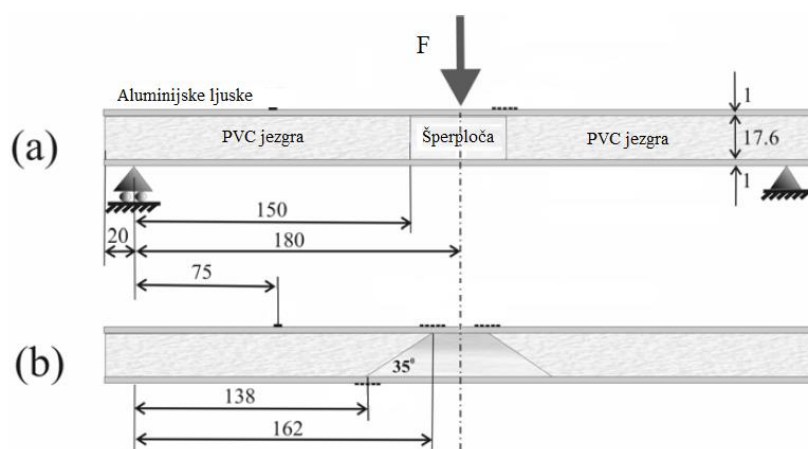 F
Aluminijske ljuske
1
(a)
PVC jezgra
Šperploča
PVC jezgra
17.6
1
150
20
180
75
(b)
35°
138
162